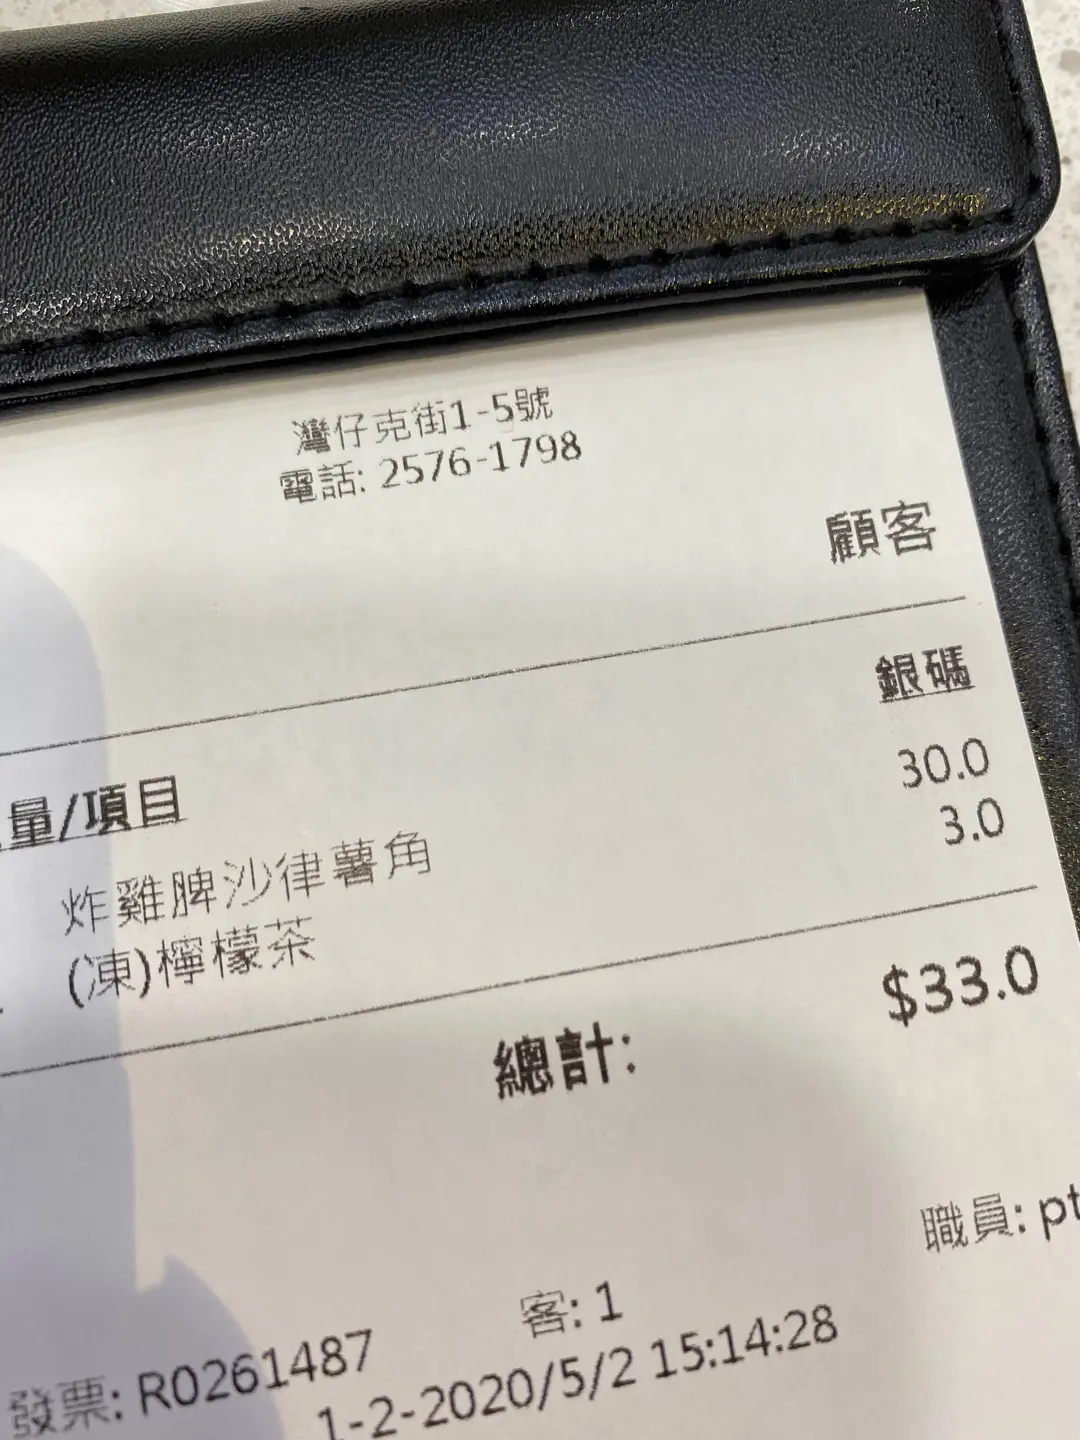 灣仔克街1-5號
電話: 2576-1798
顧客
銀碼
量/項目
炸雞脾沙律薯角 30.0
(凍)檸檬茶 3.0
總計: $33.0
職員: pt
客: 1
發票: R0261487
1-2-2020/5/2 15:14:28